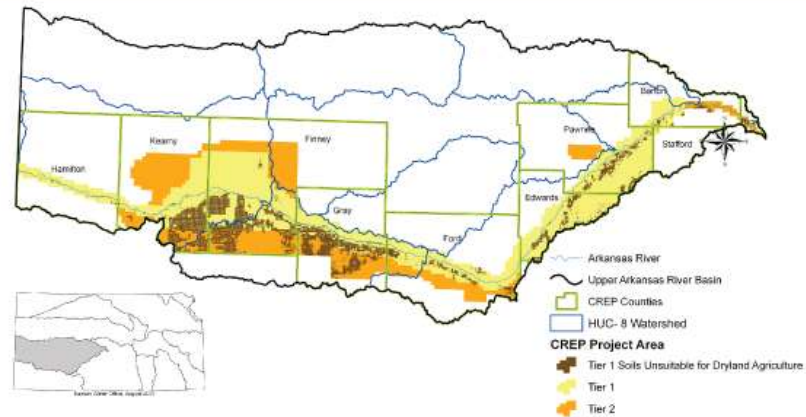 Barton
Kearny
Finney
Pawnee
Hamilton
Stafford
Edwards
Gray
Ford
Arkansas River
Upper Arkansas River Basin
CREP Counties
HUC- 8 Watershed
CREP Project Area
Tier 1 Soils Unsuitable for Dryland Agriculture
Tier 1
Tier 2